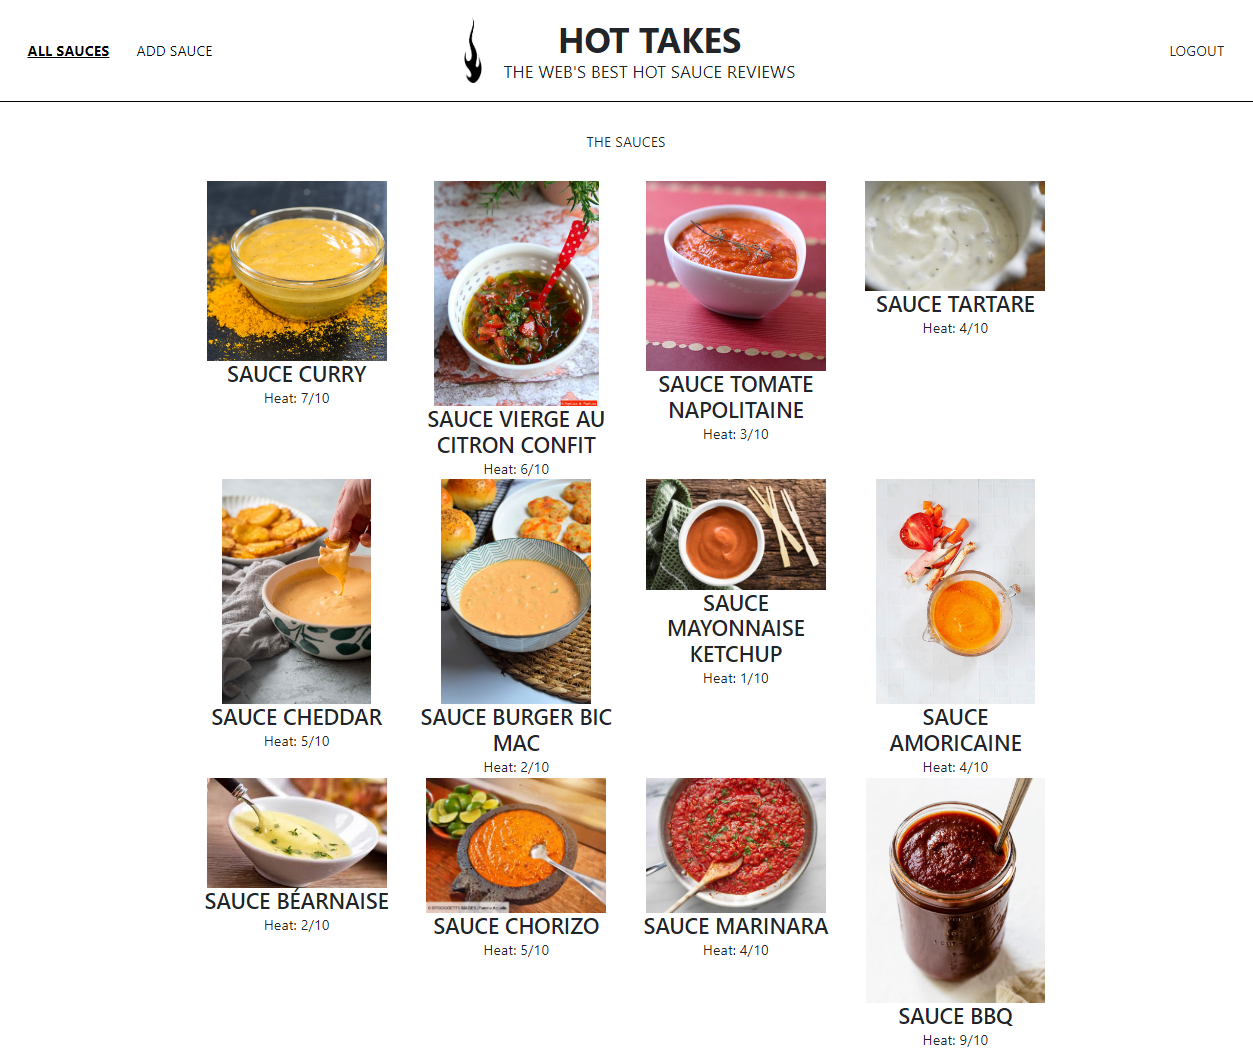 ALL SAUCES
ADD SAUCE
HOT TAKES
THE WEB'S BEST HOT SAUCE REVIEWS
LOGOUT
THE SAUCES
SAUCE CURRY
Heat: 7/10
SAUCE VIERGE AU
CITRON CONFIT
Heat: 6/10
SAUCE TOMATE
NAPOLITAINE
Heat: 3/10
SAUCE TARTARE
Heat: 4/10
SAUCE CHEDDAR
Heat: 5/10
SAUCE BURGER BIC
MAC
Heat: 2/10
SAUCE
MAYONNAISE
KETCHUP
Heat: 1/10
SAUCE
AMORICAINE
Heat: 4/10
SAUCE BÉARNAISE
Heat: 2/10
SAUCE CHORIZO
Heat: 5/10
SAUCE MARINARA
Heat: 4/10
SAUCE BBQ
Heat: 9/10